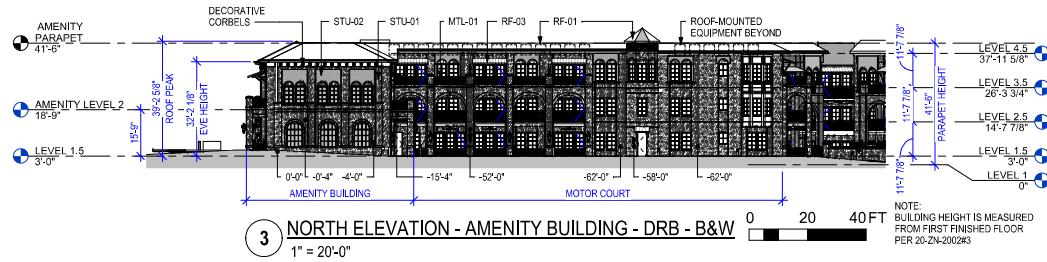 DECORATIVE
CORBELS
STU-02
STU-01
MTL-01
RF-03
RF-01
ROOF-MOUNTED
EQUIPMENT BEYOND
AMENITY
PARAPET
41'-6"
AMENITY LEVEL 2
18'-9"
LEVEL 1.5
3'-0"
39'-2 5/8"
ROOF PEAK
32'-2 1/8"
EVE HEIGHT
15'-9"
LEVEL 4.5
37'-11 5/8"
LEVEL 3.5
26'-3 3/4"
LEVEL 2.5
14'-7 7/8"
LEVEL 1.5
3'-0"
LEVEL 1
0"
11'-7 7/8"
11'-7 7/8"
11'-7 7/8"
41'-6"
PARAPET HEIGHT
0'-0"
-0'-4"
-4'-0"
-15'-4"
-52'-0"
-62'-0"
-58'-0"
-62'-0"
AMENITY BUILDING
MOTOR COURT
3
NORTH ELEVATION - AMENITY BUILDING - DRB - B&W
1" = 20'-0"
0 20 40 FT
NOTE:
BUILDING HEIGHT IS MEASURED
FROM FIRST FINISHED FLOOR
PER 20-ZN-2002#3